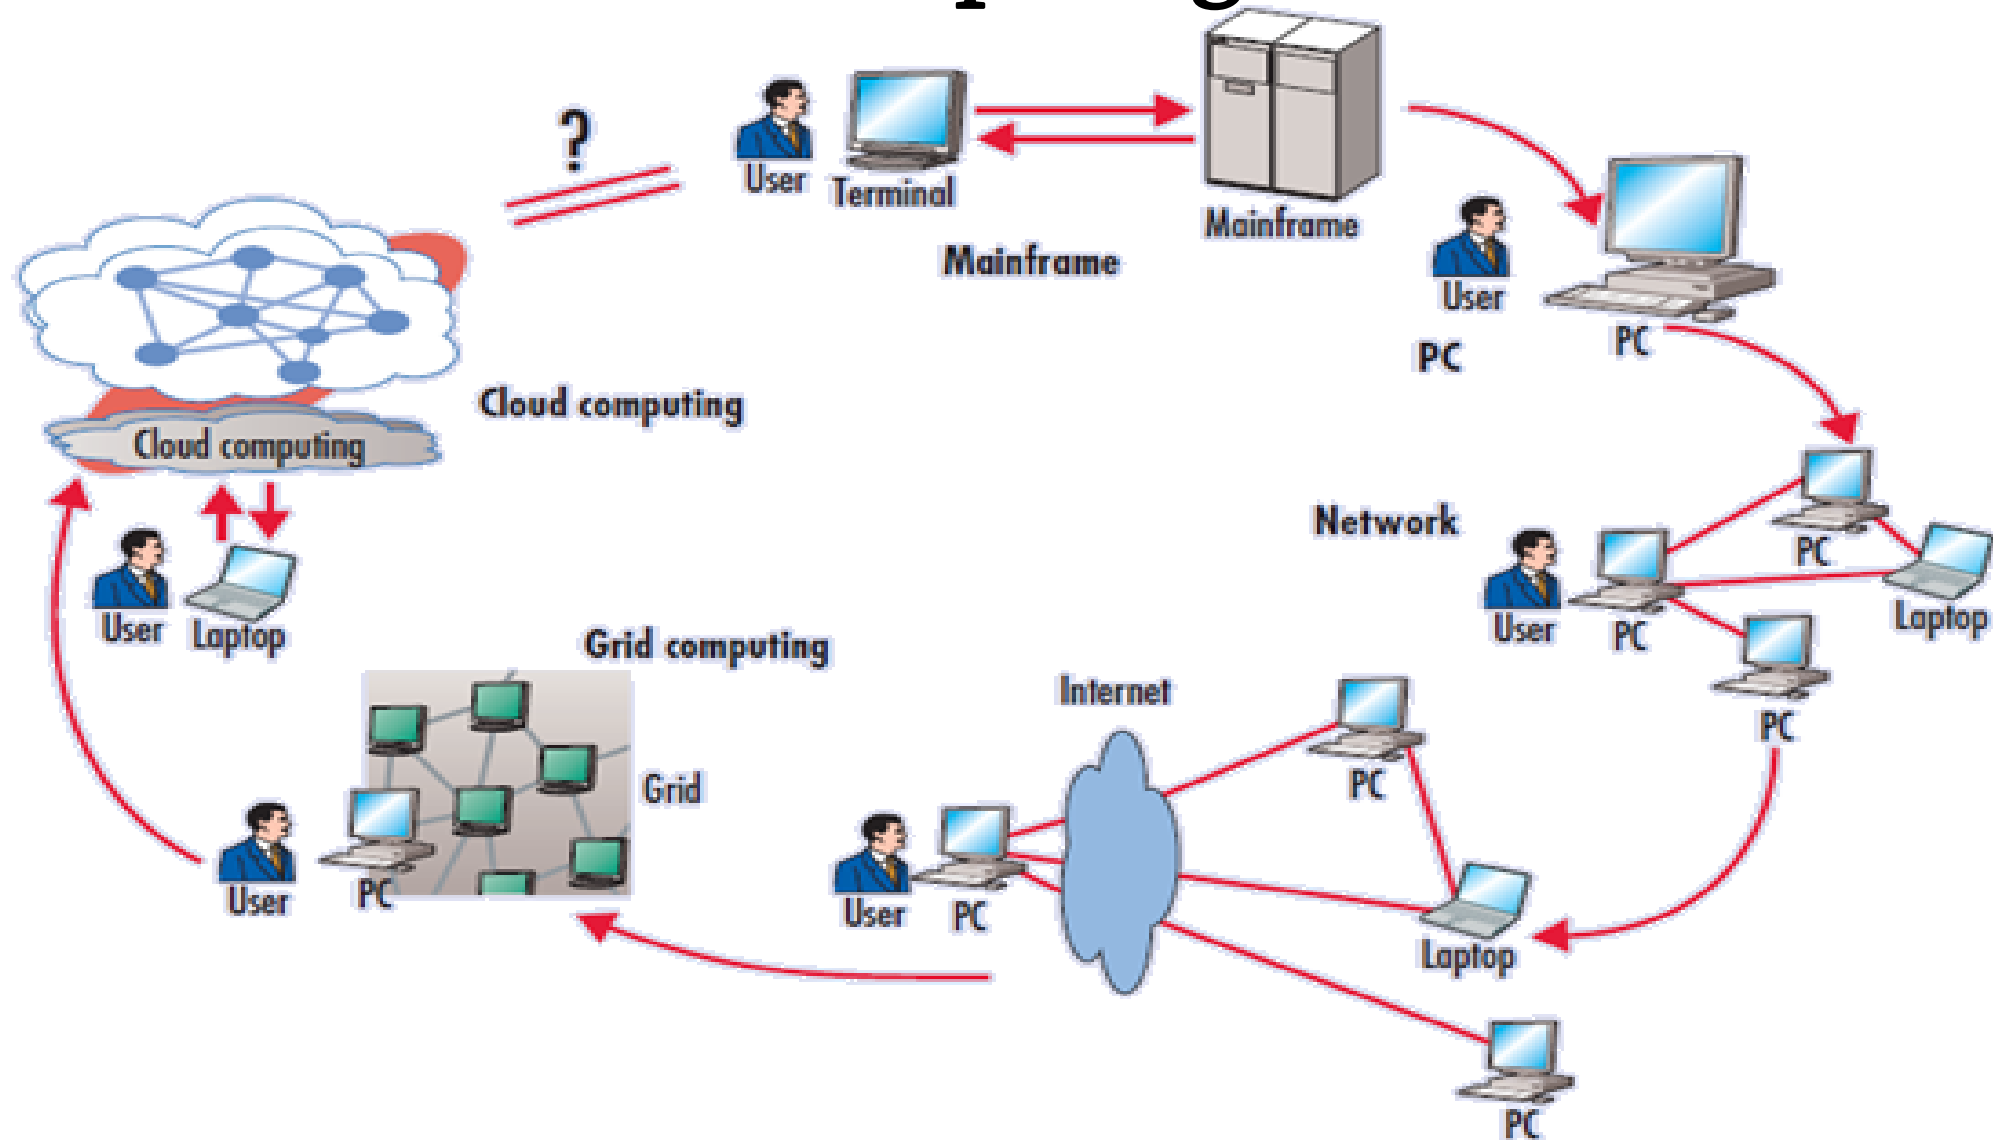 ?
User
Terminal
Mainframe
Mainframe
User
PC
PC
Cloud computing
Cloud computing
User
Laptop
Network
PC
User
PC
Laptop
PC
Grid computing
Grid
User
PC
Internet
PC
User
PC
Laptop
PC